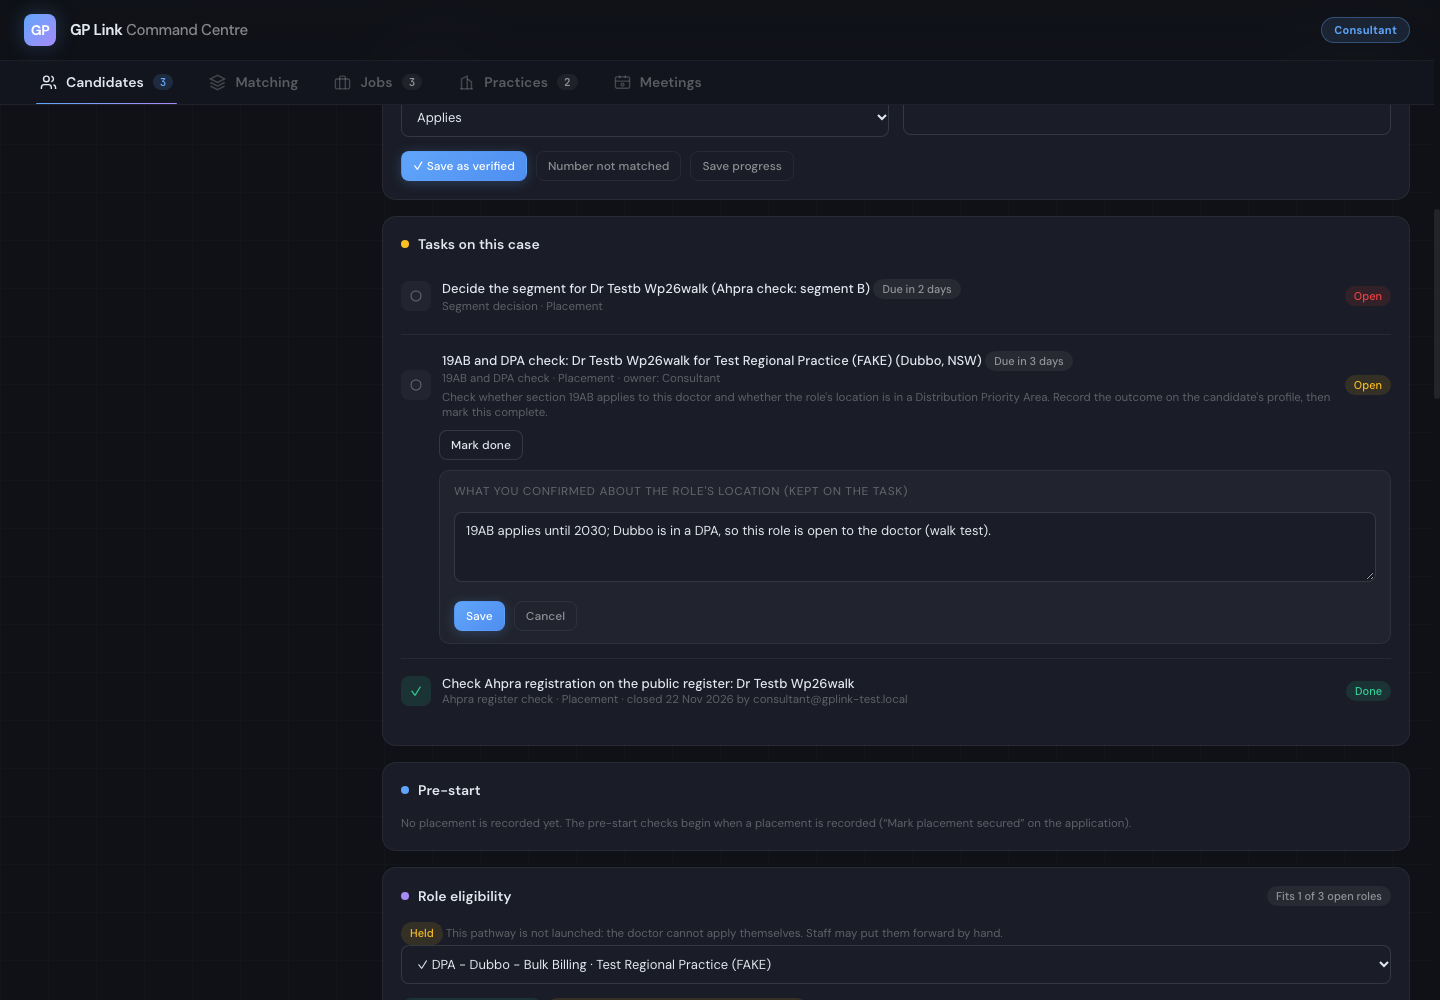 GP GP Link Command Centre
Consultant
Candidates 3 Matching Jobs 3 Practices 2 Meetings
Applies
✓ Save as verified Number not matched Save progress
Tasks on this case
Decide the segment for Dr Testb Wp26walk (Ahpra check: segment B) Due in 2 days
Segment decision · Placement
Open
19AB and DPA check: Dr Testb Wp26walk for Test Regional Practice (FAKE) (Dubbo, NSW) Due in 3 days
19AB and DPA check · Placement · owner: Consultant
Open
Check whether section 19AB applies to this doctor and whether the role's location is in a Distribution Priority Area. Record the outcome on the candidate's profile, then
mark this complete.
Mark done
WHAT YOU CONFIRMED ABOUT THE ROLE'S LOCATION (KEPT ON THE TASK)
19AB applies until 2030; Dubbo is in a DPA, so this role is open to the doctor (walk test).
Save Cancel
Check Ahpra registration on the public register: Dr Testb Wp26walk
Ahpra register check · Placement · closed 22 Nov 2026 by consultant@gplink-test.local
Done
Pre-start
No placement is recorded yet. The pre-start checks begin when a placement is recorded (“Mark placement secured” on the application).
Role eligibility
Fits 1 of 3 open roles
Held This pathway is not launched: the doctor cannot apply themselves. Staff may put them forward by hand.
✓ DPA - Dubbo - Bulk Billing · Test Regional Practice (FAKE)